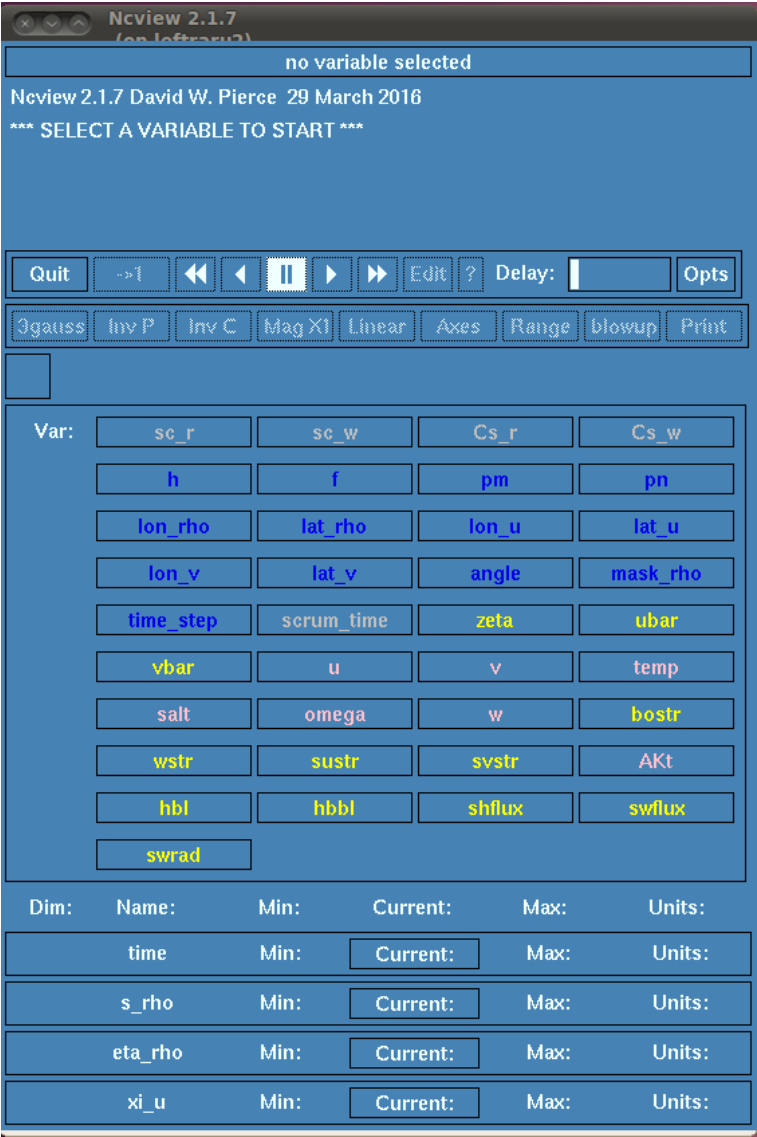 Ncview 2.1.7
(on leftraru2)
no variable selected
Ncview 2.1.7 David W. Pierce 29 March 2016
*** SELECT A VARIABLE TO START ***
Quit ->1 Edit ? Delay: Opts
3gauss Inv P Inv C Mag X1 Linear Axes Range blowup Print
Var: sc_r sc_w Cs_r Cs_w
h f pm pn
lon_rho lat_rho lon_u lat_u
lon_v lat_v angle mask_rho
time_step scrum_time zeta ubar
vbar u v temp
salt omega w bostr
wstr sustr svstr AKt
hbl hbbl shflux swflux
swrad
Dim: Name: Min: Current: Max: Units:
time Min: Current: Max: Units:
s_rho Min: Current: Max: Units:
eta_rho Min: Current: Max: Units:
xi_u Min: Current: Max: Units: